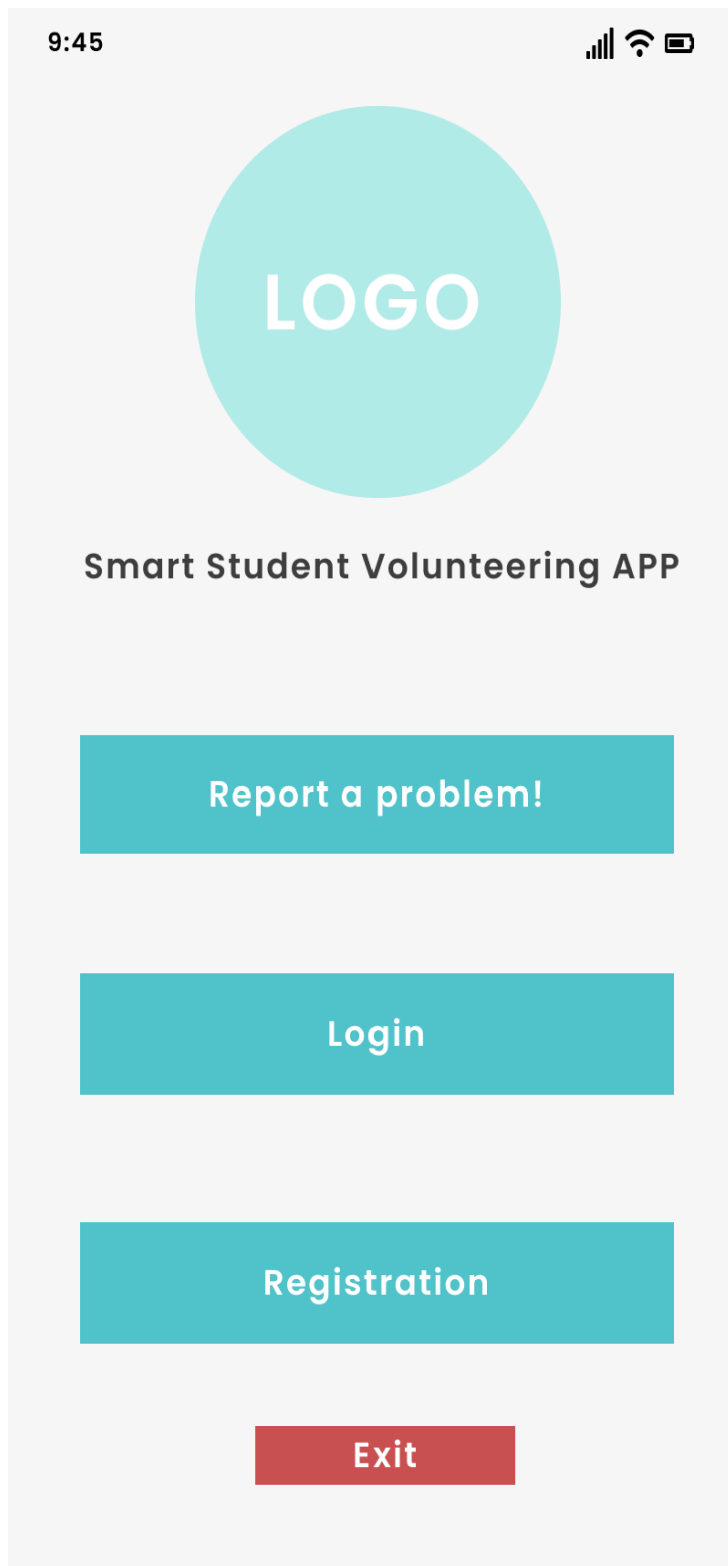 9:45
LOGO
Smart Student Volunteering APP
Report a problem!
Login
Registration
Exit